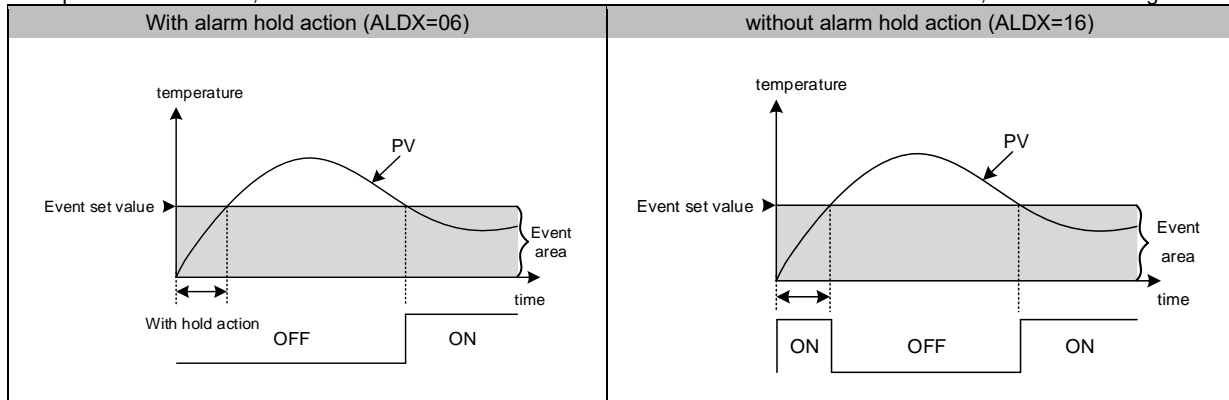 With alarm hold action (ALDX=06)
without alarm hold action (ALDX=16)
temperature
PV
Event set value
Event
area
time
With hold action
OFF
ON
temperature
PV
Event set value
Event
area
time
ON
OFF
ON